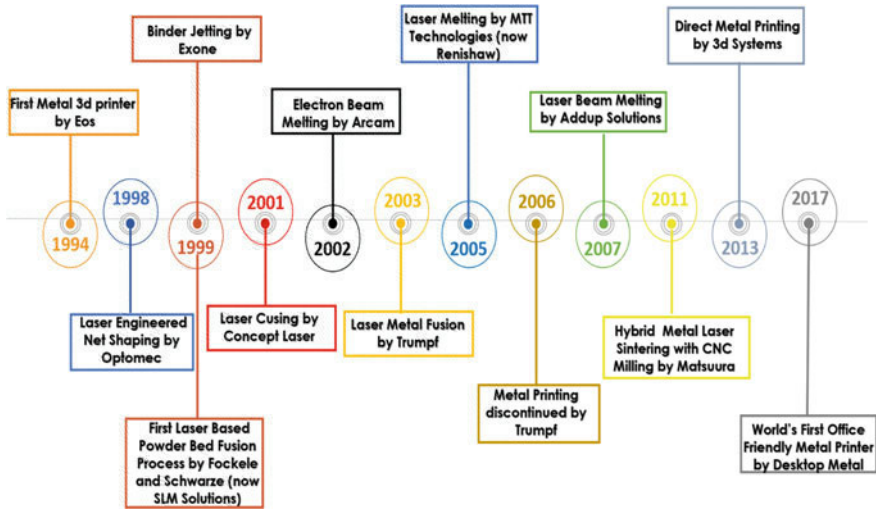 First Metal 3d printer
by Eos
1994
1998
Laser Engineered
Net Shaping by
Optomec
Binder Jetting by
Exone
1999
First Laser Based
Powder Bed Fusion
Process by Fockele
and Schwarze (now
SLM Solutions)
2001
Laser Cusing by
Concept Laser
Electron Beam
Melting by Arcam
2002
2003
Laser Metal Fusion
by Trumpf
Laser Melting by MTT
Technologies (now
Renishaw)
2005
2006
Metal Printing
discontinued by
Trumpf
Laser Beam Melting
by Addup Solutions
2007
2011
Hybrid Metal Laser
Sintering with CNC
Milling by Matsuura
Direct Metal Printing
by 3d Systems
2013
2017
World's First Office
Friendly Metal Printer
by Desktop Metal